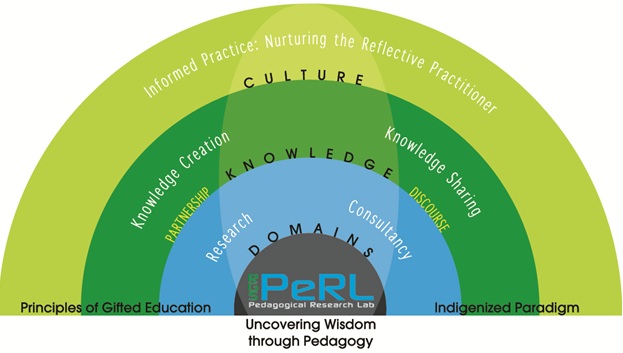 Informed Practice: Nurturing the Reflective Practitioner
CULTURE
Knowledge Creation
Knowledge Sharing
KNOWLEDGE
PARTNERSHIP
DISCOURSE
Research
Consultancy
DOMAINS
PeRL
Pedagogical Research Lab
Principles of Gifted Education
Indigenized Paradigm
Uncovering Wisdom
through Pedagogy